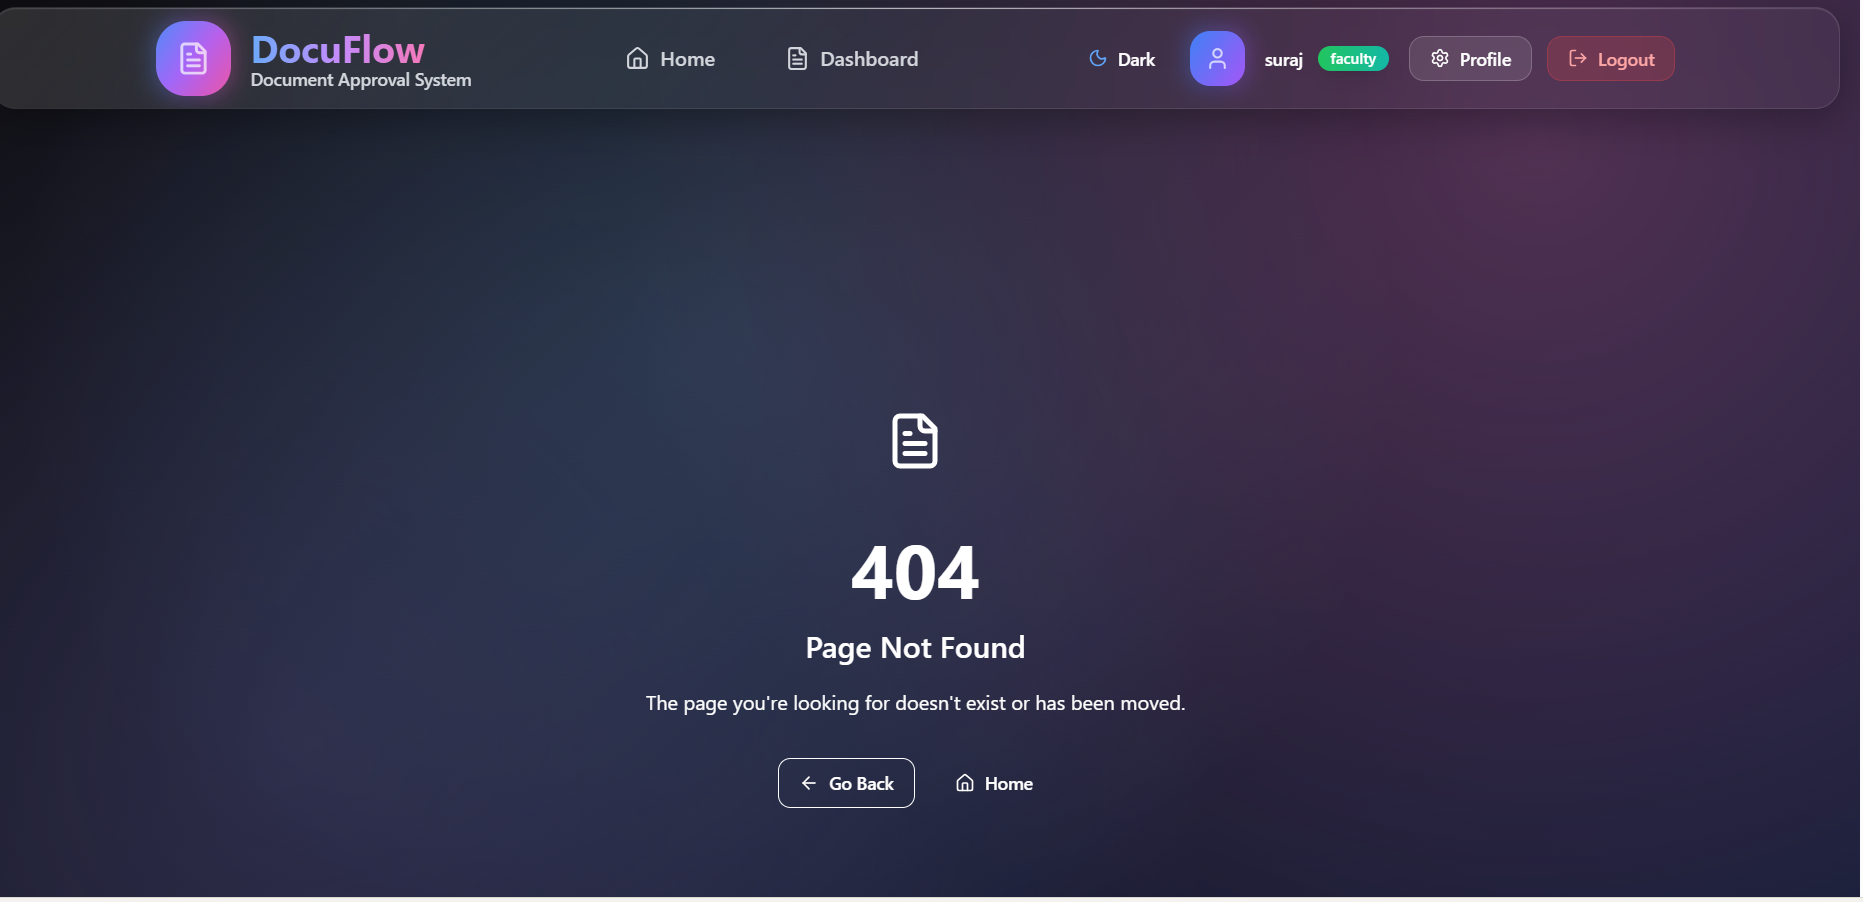 DocuFlow
Document Approval System
Home
Dashboard
Dark
suraj
faculty
Profile
Logout
404
Page Not Found
The page you're looking for doesn't exist or has been moved.
Go Back
Home